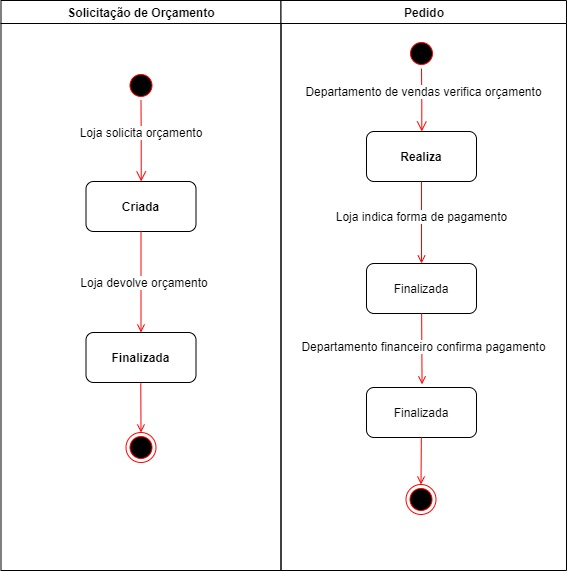 Solicitação de Orçamento
Loja solicita orçamento
Criada
Loja devolve orçamento
Finalizada
Pedido
Departamento de vendas verifica orçamento
Realiza
Loja indica forma de pagamento
Finalizada
Departamento financeiro confirma pagamento
Finalizada